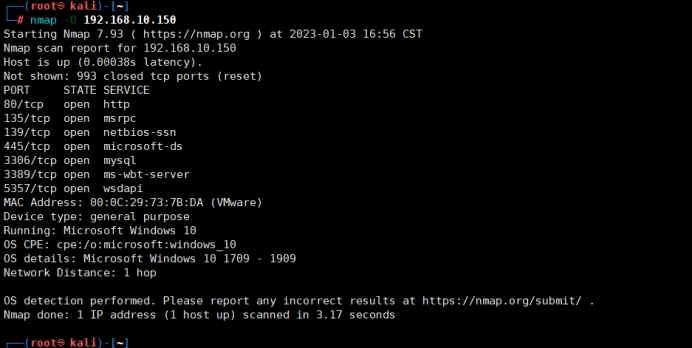 ┌──(root㉿kali)-[~]
└─# nmap -O 192.168.10.150
Starting Nmap 7.93 ( https://nmap.org ) at 2023-01-03 16:56 CST
Nmap scan report for 192.168.10.150
Host is up (0.00038s latency).
Not shown: 993 closed tcp ports (reset)
PORT     STATE SERVICE
80/tcp   open  http
135/tcp  open  msrpc
139/tcp  open  netbios-ssn
445/tcp  open  microsoft-ds
3306/tcp open  mysql
3389/tcp open  ms-wbt-server
5357/tcp open  wsdapi
MAC Address: 00:0C:29:73:7B:DA (VMware)
Device type: general purpose
Running: Microsoft Windows 10
OS CPE: cpe:/o:microsoft:windows_10
OS details: Microsoft Windows 10 1709 - 1909
Network Distance: 1 hop

OS detection performed. Please report any incorrect results at https://nmap.org/submit/ .
Nmap done: 1 IP address (1 host up) scanned in 3.17 seconds

┌──(root㉿kali)-[~]